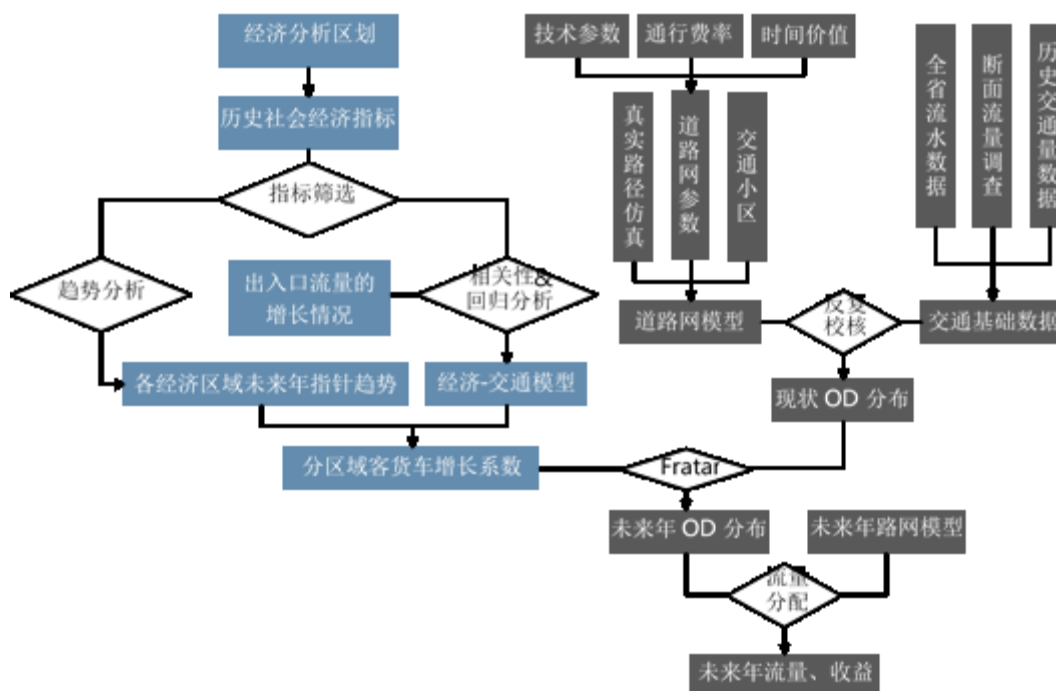 经济分析区划
历史社会经济指标
指标筛选
趋势分析
出入口流量的
增长情况
相关性&
回归分析
各经济区域未来年指针趋势
经济-交通模型
分区域客货车增长系数
技术参数
通行费率
时间价值
真实路径仿真
道路网参数
交通小区
全省流水数据
断面流量调查
历史交通量数据
道路网模型
反复
校核
交通基础数据
现状 OD 分布
Fratar
未来年 OD 分布
未来年路网模型
流量
分配
未来年流量、收益